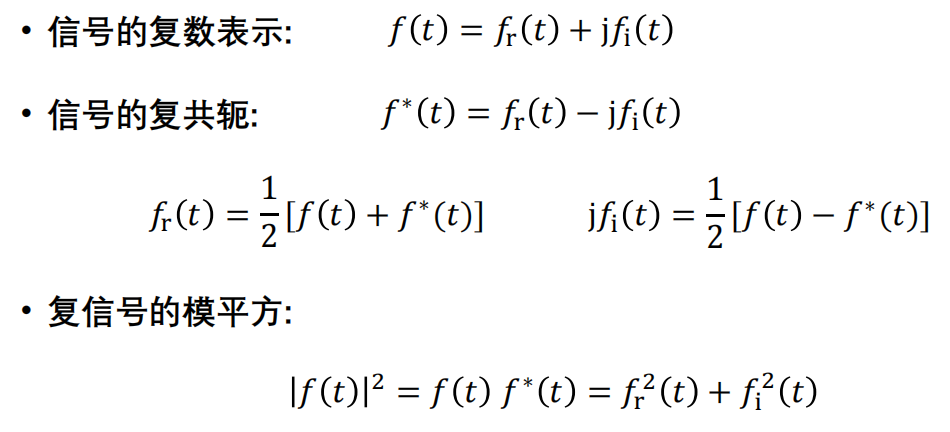 • 信号的复数表示: f(t) = f_r(t) + jf_i(t)
• 信号的复共轭: f*(t) = f_r(t) − jf_i(t)
f_r(t) = 1/2 [f(t) + f*(t)] jf_i(t) = 1/2 [f(t) − f*(t)]
• 复信号的模平方:
|f(t)|² = f(t) f*(t) = f_r²(t) + f_i²(t)